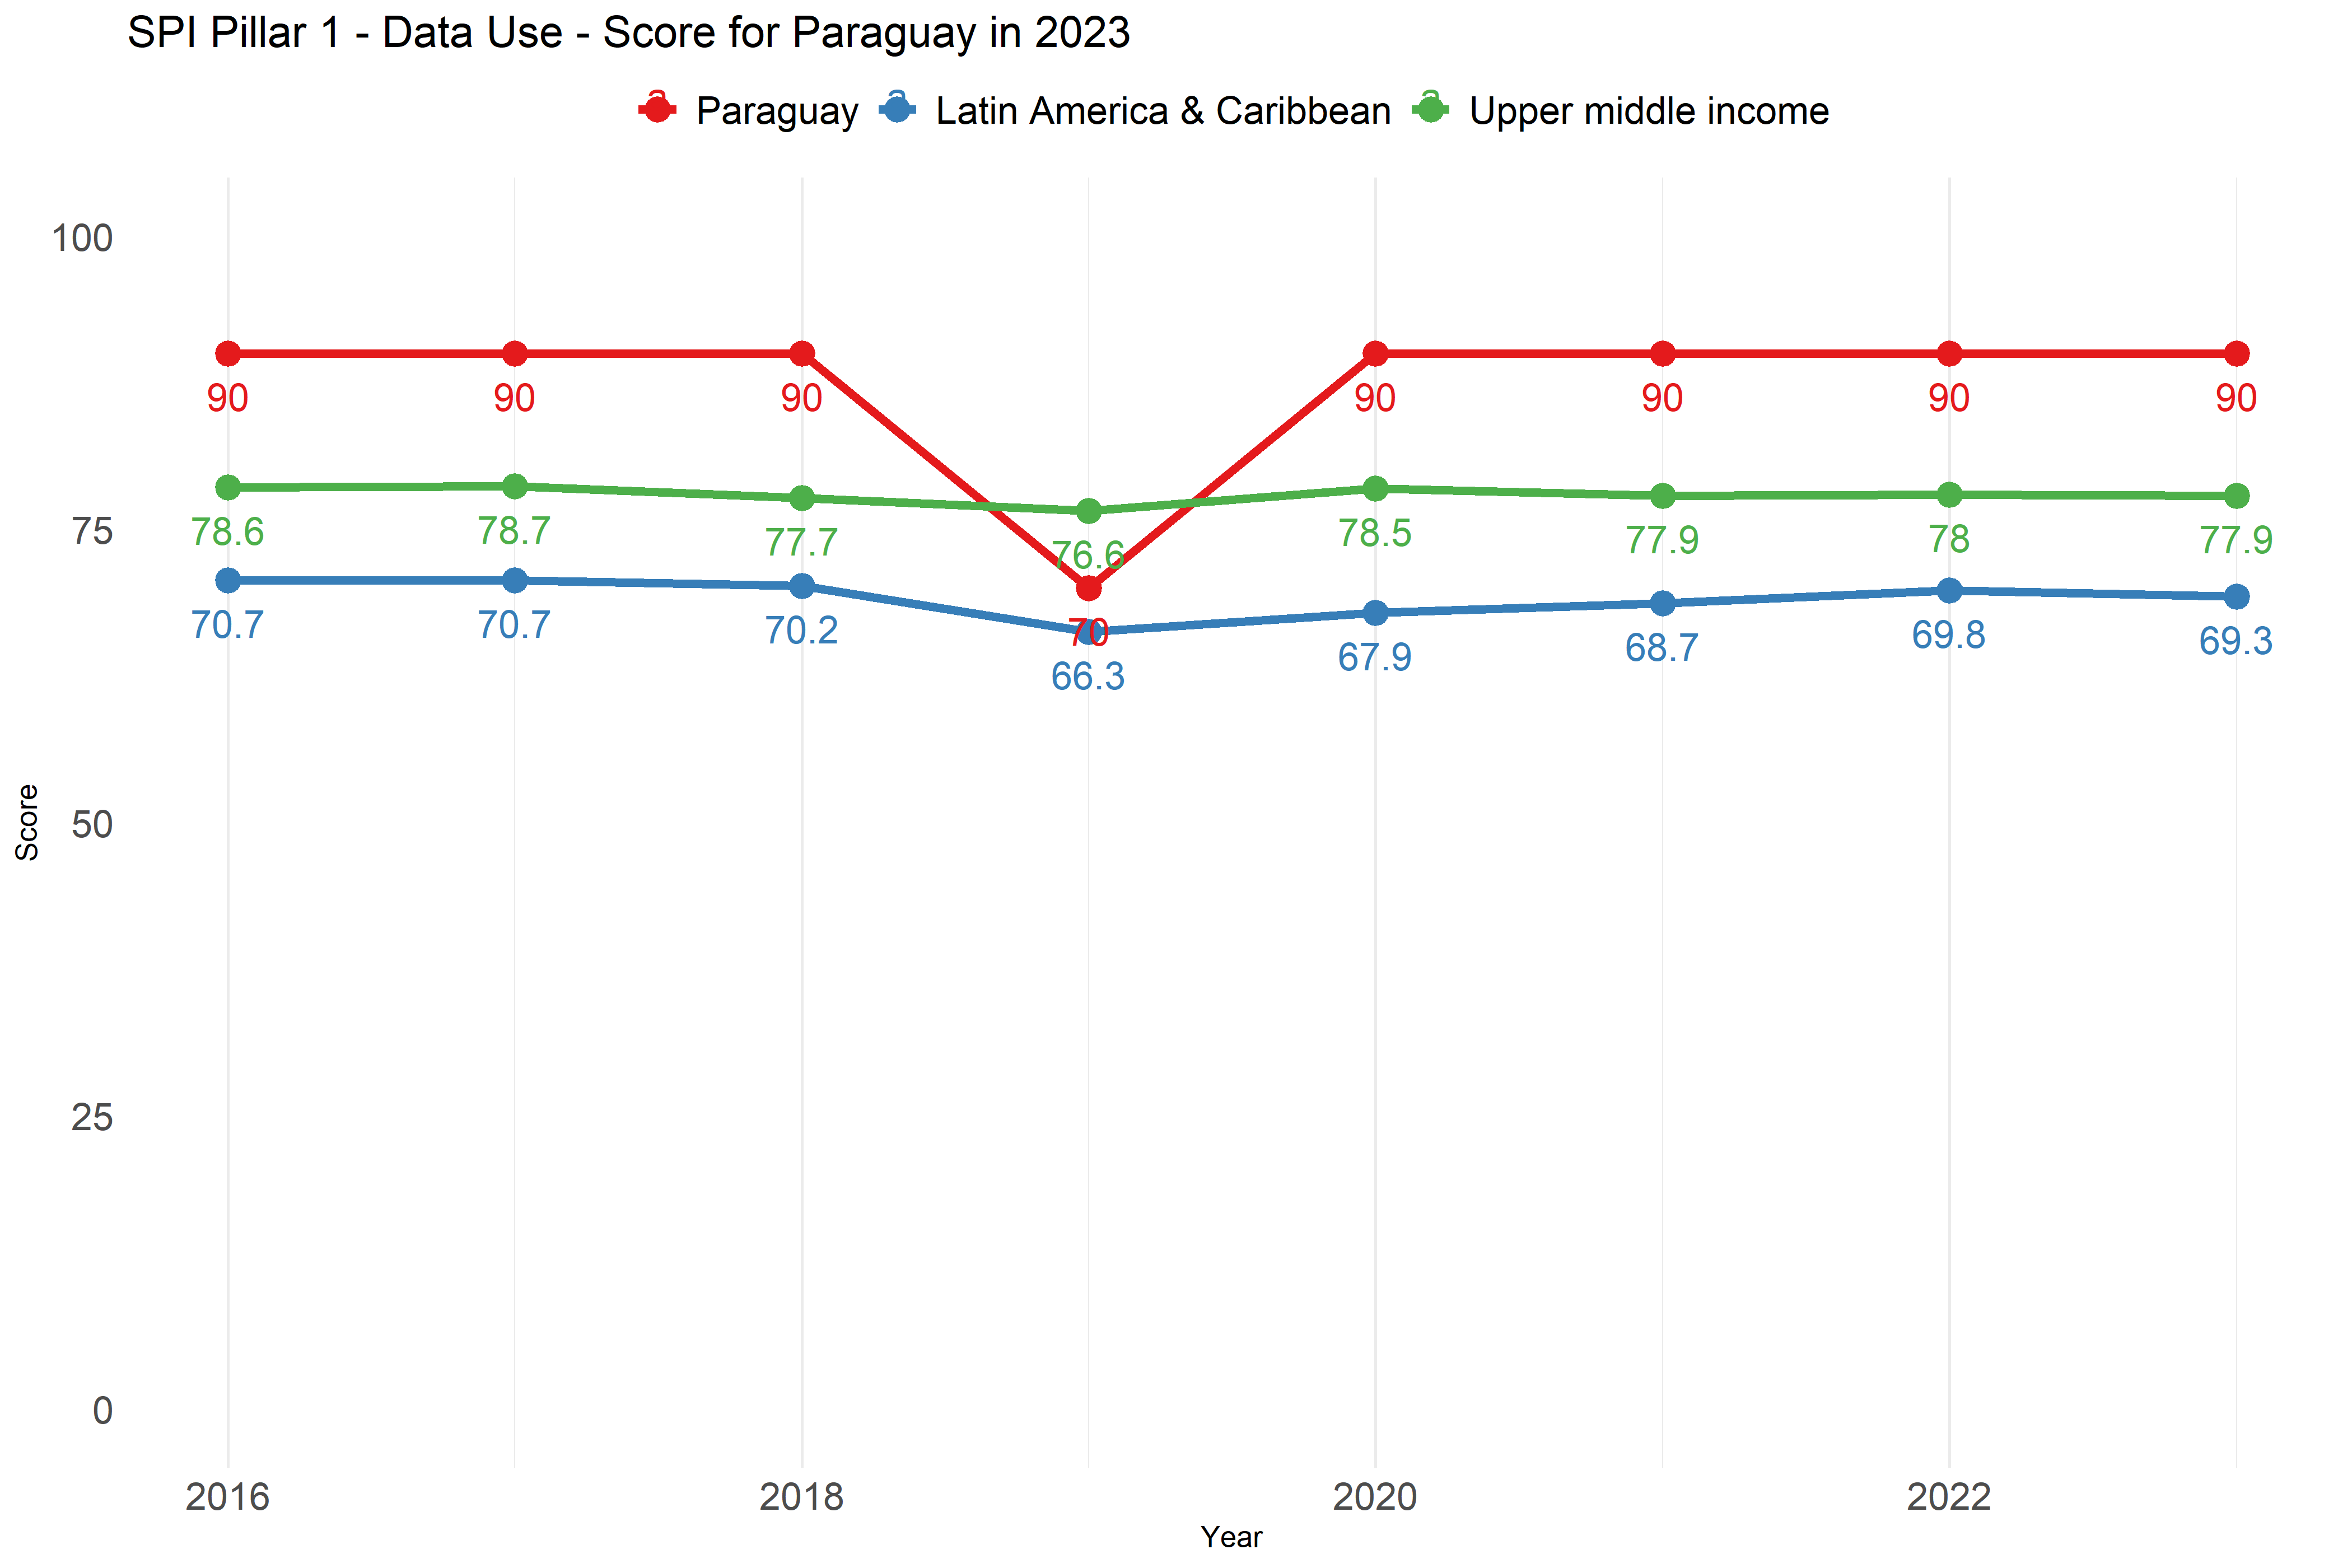 SPI Pillar 1 - Data Use - Score for Paraguay in 2023
a Paraguay a Latin America & Caribbean a Upper middle income
100
90 90 90 90 90 90 90
75
78.6 78.7 77.7 76.6 78.5 77.9 78 77.9
70
70.7 70.7 70.2 66.3 67.9 68.7 69.8 69.3
Score
50
25
0
2016 2018 2020 2022
Year